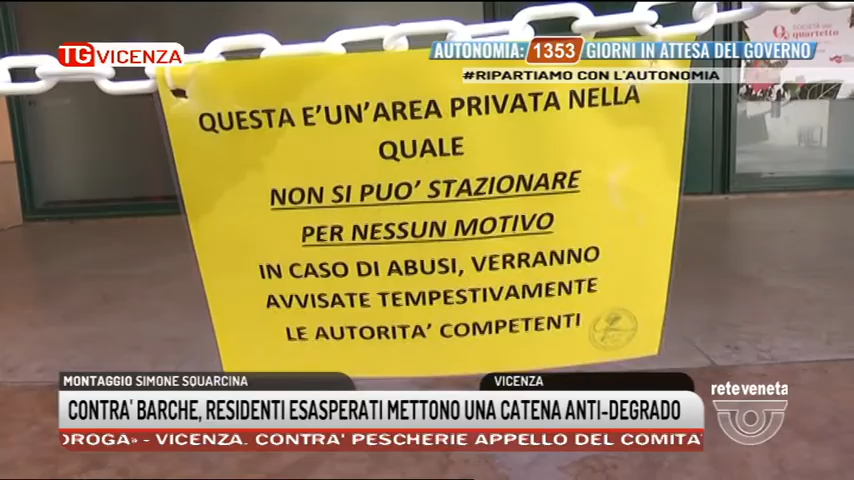 TG VICENZA
AUTONOMIA: 1353 GIORNI IN ATTESA DEL GOVERNO
#RIPARTIAMO CON L'AUTONOMIA
quartetto
QUESTA E'UN'AREA PRIVATA NELLA
QUALE
NON SI PUO' STAZIONARE
PER NESSUN MOTIVO
IN CASO DI ABUSI, VERRANNO
AVVISATE TEMPESTIVAMENTE
LE AUTORITA' COMPETENTI
MONTAGGIO SIMONE SQUARCINA
VICENZA
CONTRA' BARCHE, RESIDENTI ESASPERATI METTONO UNA CATENA ANTI-DEGRADO
reteveneta
DROGA» - VICENZA. CONTRA' PESCHERIE APPELLO DEL COMITA